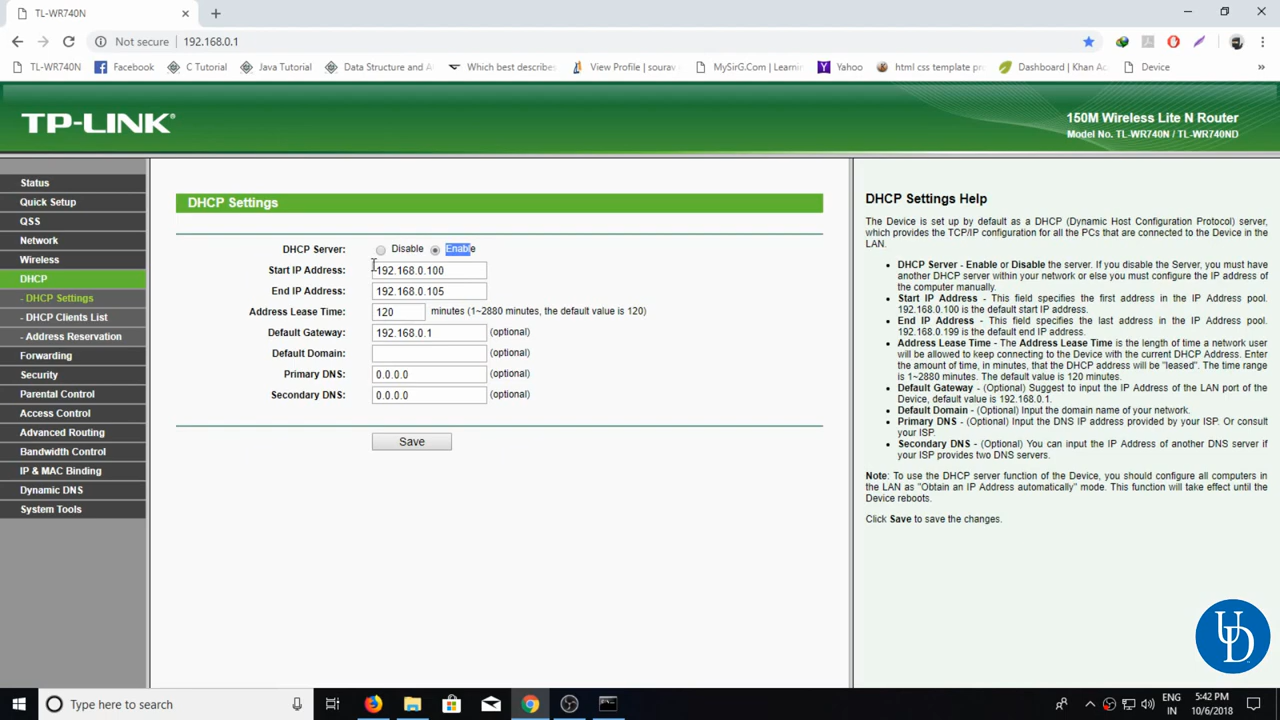 TL-WR740N
Not secure 192.168.0.1
TL-WR740N Facebook C Tutorial Java Tutorial Data Structure and A Which best describes View Profile | sourav MySirG.Com | Learni Yahoo html css template pr Dashboard | Khan Ac Device »
TP-LINK
150M Wireless Lite N Router
Model No. TL-WR740N / TL-WR740ND
Status
Quick Setup
QSS
Network
Wireless
DHCP
- DHCP Settings
- DHCP Clients List
- Address Reservation
Forwarding
Security
Parental Control
Access Control
Advanced Routing
Bandwidth Control
IP & MAC Binding
Dynamic DNS
System Tools
DHCP Settings
DHCP Server: Disable Enable
Start IP Address: 192.168.0.100
End IP Address: 192.168.0.105
Address Lease Time: 120 minutes (1~2880 minutes, the default value is 120)
Default Gateway: 192.168.0.1 (optional)
Default Domain: (optional)
Primary DNS: 0.0.0.0 (optional)
Secondary DNS: 0.0.0.0 (optional)
Save
DHCP Settings Help
The Device is set up by default as a DHCP (Dynamic Host Configuration Protocol) server,
which provides the TCP/IP configuration for all the PCs that are connected to the Device in the
LAN.
DHCP Server - Enable or Disable the server. If you disable the Server, you must have
another DHCP server within your network or else you must configure the IP address of
the computer manually.
Start IP Address - This field specifies the first address in the IP Address pool.
192.168.0.100 is the default start IP address.
End IP Address - This field specifies the last address in the IP Address pool.
192.168.0.199 is the default end IP address.
Address Lease Time - The Address Lease Time is the length of time a network user
will be allowed to keep connecting to the Device with the current DHCP Address. Enter
the amount of time, in minutes, that the DHCP address will be "leased". The time range
is 1~2880 minutes. The default value is 120 minutes.
Default Gateway - (Optional) Suggest to input the IP Address of the LAN port of the
Device, default value is 192.168.0.1.
Default Domain - (Optional) Input the domain name of your network.
Primary DNS - (Optional) Input the DNS IP address provided by your ISP. Or consult
your ISP.
Secondary DNS - (Optional) You can input the IP Address of another DNS server if
your ISP provides two DNS servers.
Note: To use the DHCP server function of the Device, you should configure all computers in
the LAN as "Obtain an IP Address automatically" mode. This function will take effect until the
Device reboots.
Click Save to save the changes.
UD
Type here to search
ENG 5:42 PM
IN 10/6/2018